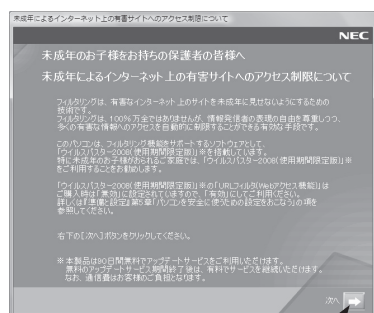 未成年によるインターネット上の有害サイトへのアクセス制限について
NEC
未成年のお子様をお持ちの保護者の皆様へ
未成年によるインターネット上の有害サイトへのアクセス制限について
フィルタリングは、有害なインターネット上のサイトを未成年に見せないようにするための
技術です。
フィルタリングは、100%万全ではありませんが、情報発信者の表現の自由を尊重しつつ、
多くの有害な情報へのアクセスを自動的に制限することができる有効な手段です。
このパソコンは、フィルタリング機能をサポートするソフトウェアとして、
「ウイルスバスター2008(使用期間限定版)」※を搭載しています。
特に未成年のお子様がおられるご家庭では、「ウイルスバスター2008(使用期間限定版)」※
をご利用することをお勧めします。
「ウイルスバスター2008(使用期間限定版)」※の「URLフィルタ(Webアクセス機能)」は
ご購入時は「無効」に設定されていますので、「有効」にしてご利用ください。
詳しくは『準備と設定』第5章「パソコンを安全に使うための設定をおこなう」の項を
参照してください。
右下の「次へ」ボタンをクリックしてください。
※ 本製品は90日間無料でアップデートサービスをご利用いただけます。
無料のアップデートサービス期間終了後は、有料でサービスを継続いただけます。
なお、通信費はお客様のご負担となります。
次へ